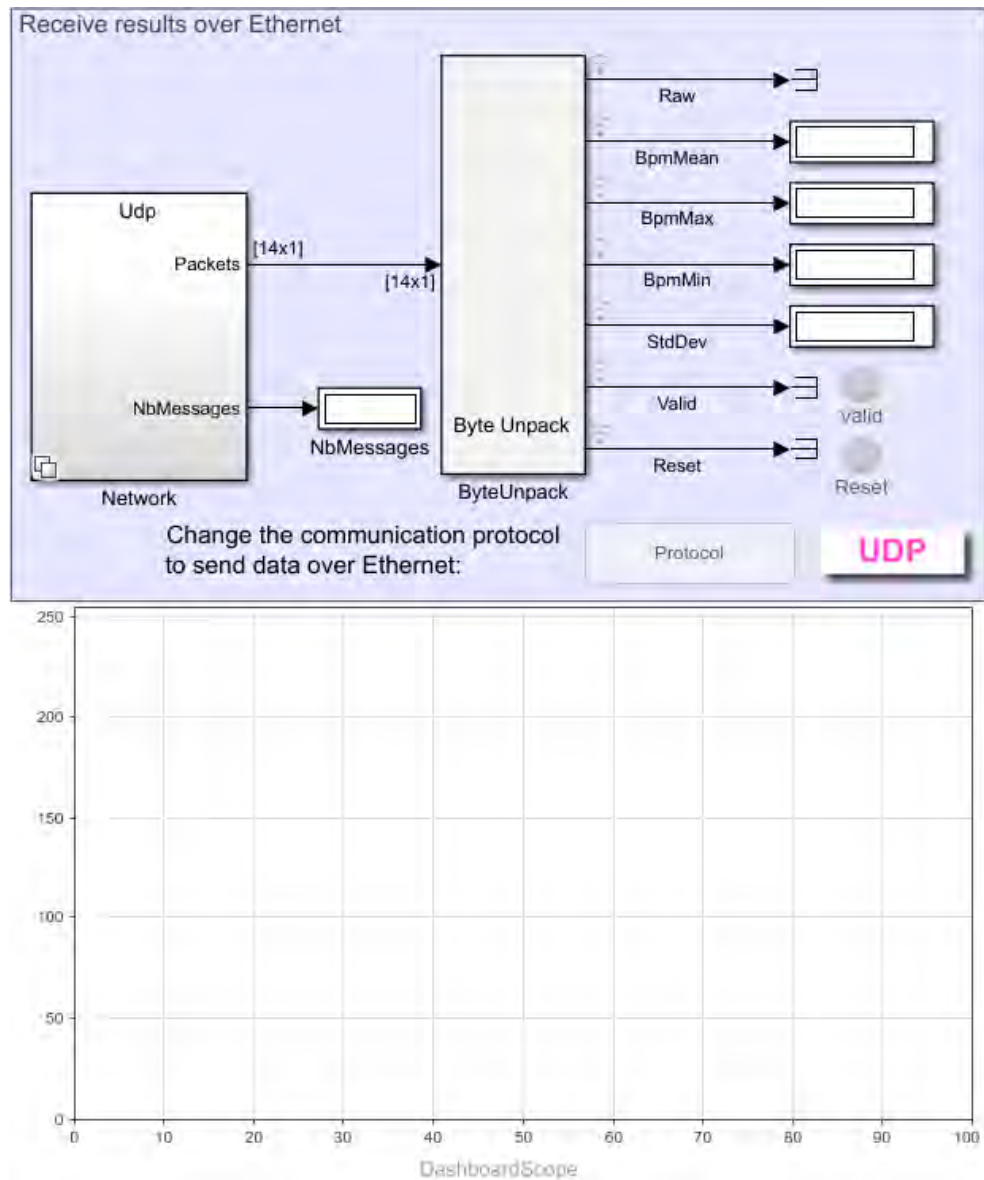 Receive results over Ethernet
Udp
Packets
[14x1]
[14x1]
NbMessages
NbMessages
Network
Byte Unpack
ByteUnpack
Raw
BpmMean
BpmMax
BpmMin
StdDev
Valid
valid
Reset
Reset
Change the communication protocol
to send data over Ethernet:
Protocol
UDP
250
200
150
100
50
0
0 10 20 30 40 50 60 70 80 90 100
DashboardScope